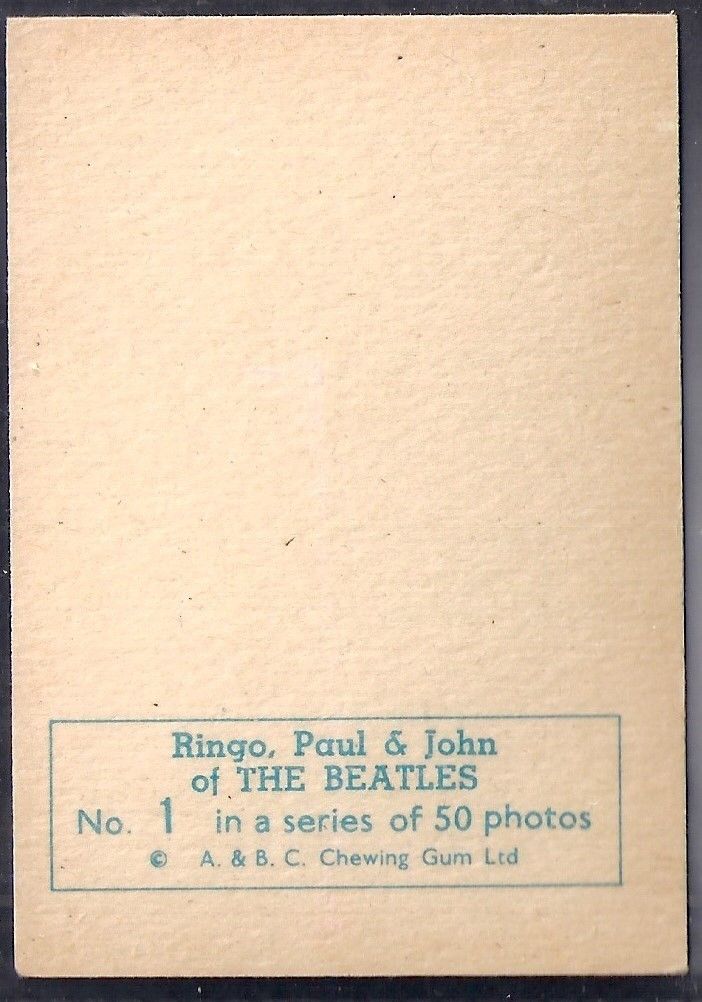 Ringo, Paul & John
of THE BEATLES
No. 1 in a series of 50 photos
© A. & B. C. Chewing Gum Ltd